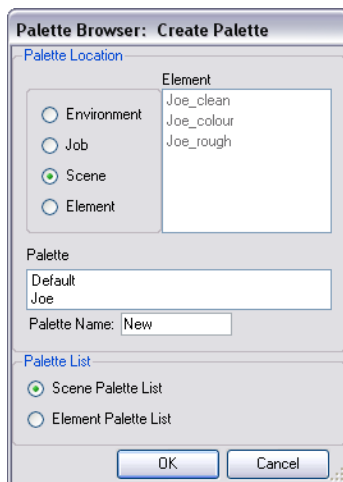 Palette Browser: Create Palette
Palette Location
Element
Environment
Job
Scene
Element
Joe_clean
Joe_colour
Joe_rough
Palette
Default
Joe
Palette Name: New
Palette List
Scene Palette List
Element Palette List
OK Cancel